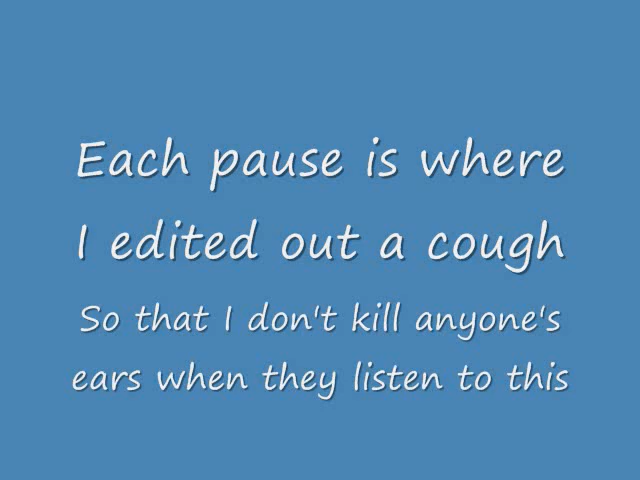 Each pause is where
I edited out a cough
So that I don't kill anyone's
ears when they listen to this